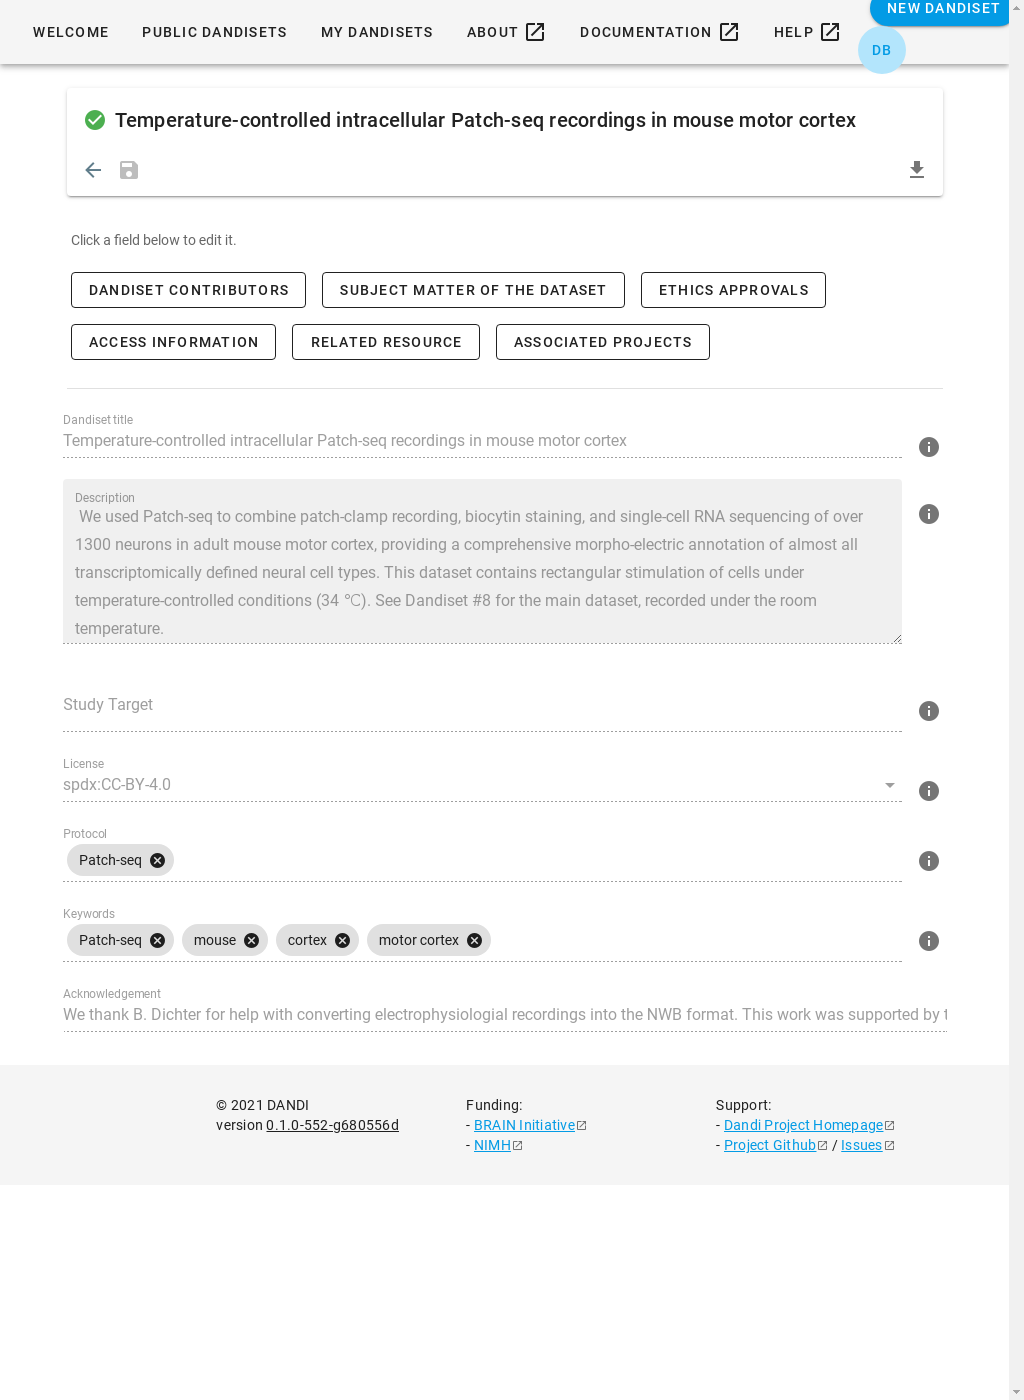 WELCOME
PUBLIC DANDISETS
MY DANDISETS
ABOUT
DOCUMENTATION
HELP
NEW DANDISET
DB
Temperature-controlled intracellular Patch-seq recordings in mouse motor cortex
Click a field below to edit it.
DANDISET CONTRIBUTORS
SUBJECT MATTER OF THE DATASET
ETHICS APPROVALS
ACCESS INFORMATION
RELATED RESOURCE
ASSOCIATED PROJECTS
Dandiset title
Temperature-controlled intracellular Patch-seq recordings in mouse motor cortex
Description
We used Patch-seq to combine patch-clamp recording, biocytin staining, and single-cell RNA sequencing of over
1300 neurons in adult mouse motor cortex, providing a comprehensive morpho-electric annotation of almost all
transcriptomically defined neural cell types. This dataset contains rectangular stimulation of cells under
temperature-controlled conditions (34 ℃). See Dandiset #8 for the main dataset, recorded under the room
temperature.
Study Target
License
spdx:CC-BY-4.0
Protocol
Patch-seq
Keywords
Patch-seq mouse cortex motor cortex
Acknowledgement
We thank B. Dichter for help with converting electrophysiologial recordings into the NWB format. This work was supported by t
© 2021 DANDI
version 0.1.0-552-g680556d
Funding:
- BRAIN Initiative
- NIMH
Support:
- Dandi Project Homepage
- Project Github / Issues